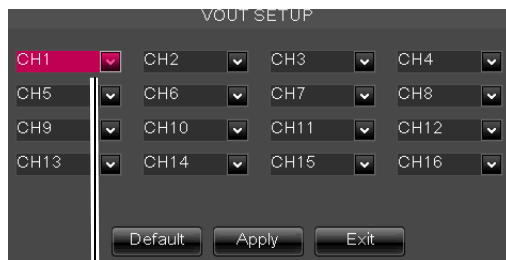 VOUT SETUP
CH1 CH2 CH3 CH4
CH5 CH6 CH7 CH8
CH9 CH10 CH11 CH12
CH13 CH14 CH15 CH16
Default Apply Exit